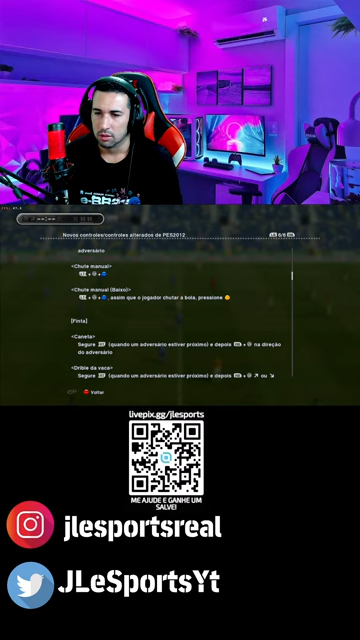 Novos controles/controles alterados de PES2012
adversário
<Chute manual>
<Chute manual (Baixo)>
, assim que o jogador chutar a bola, pressione
[Finta]
<Caneta>
Segure (quando um adversário estiver próximo) e depois + na direção
do adversário
<Drible da vaca>
Segure (quando um adversário estiver próximo) e depois + ↗ ou ↘
Voltar
livepix.gg/jlesports
ME AJUDE E GANHE UM
SALVE!
jlesportsreal
JLeSportsYt